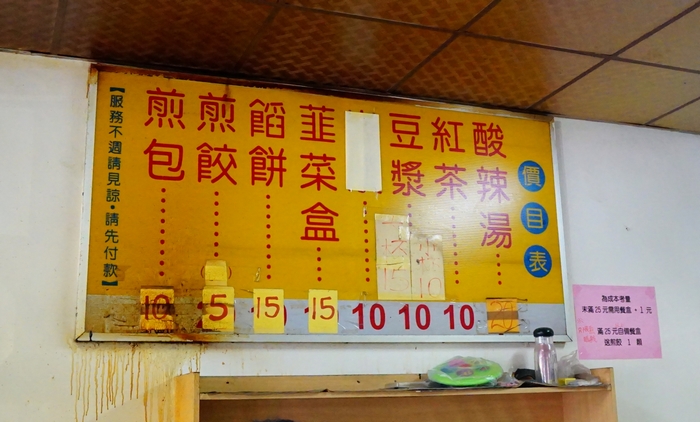 價目表
酸辣湯
25
紅茶
10
豆漿
10
10
韮菜盒
15
餡餅
15
煎餃
5
煎包
10
【服務不週請見諒・請先付款】
為成本考量
未滿25元需用餐盒，+1元
滿25元自備餐盒
送煎餃 1 顆